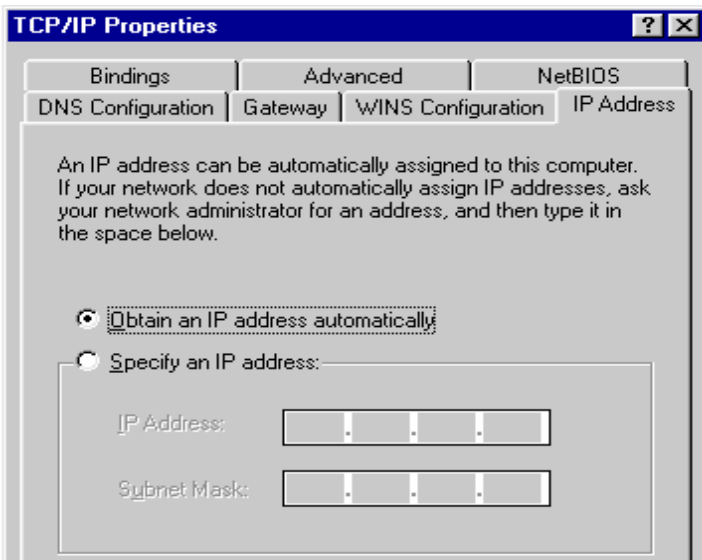 TCP/IP Properties
Bindings Advanced NetBIOS
DNS Configuration Gateway WINS Configuration IP Address
An IP address can be automatically assigned to this computer.
If your network does not automatically assign IP addresses, ask
your network administrator for an address, and then type it in
the space below.
Obtain an IP address automatically
Specify an IP address:
IP Address:
Subnet Mask: